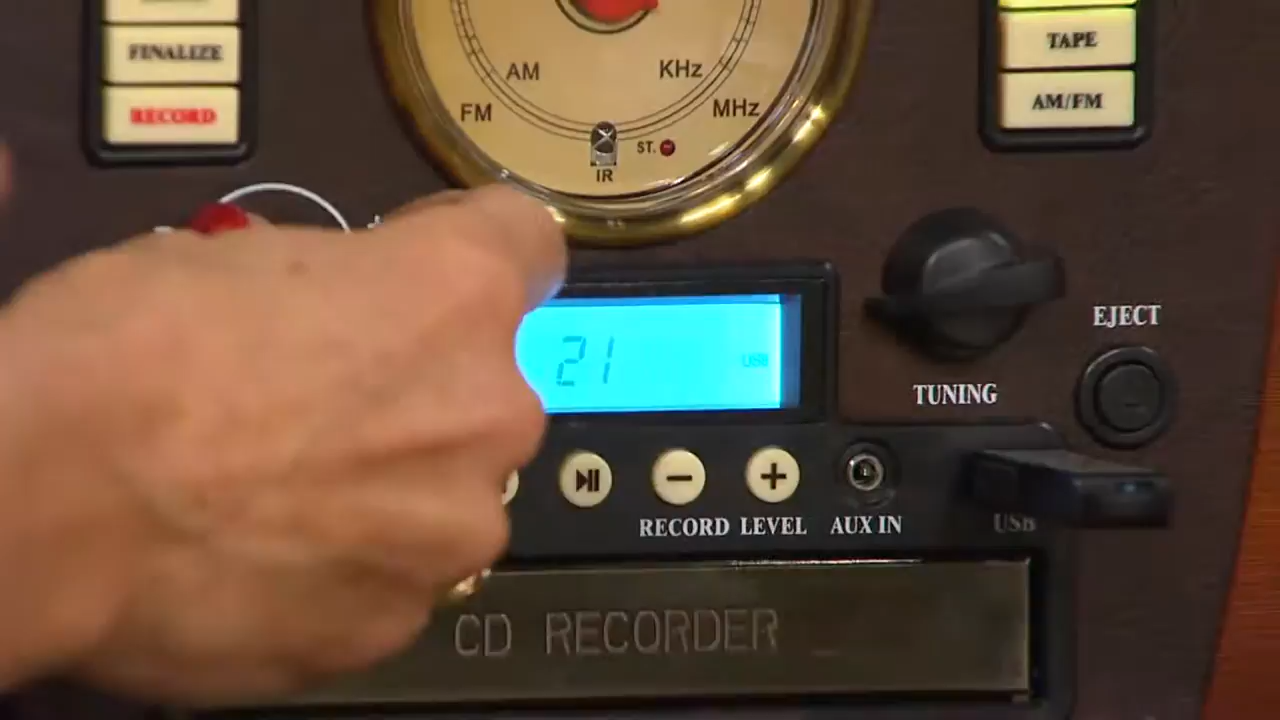 FINALIZE
RECORD
AM
KHz
FM
MHz
ST.
IR
TAPE
AM/FM
21
USB
TUNING
EJECT
RECORD LEVEL
AUX IN
USB
CD RECORDER